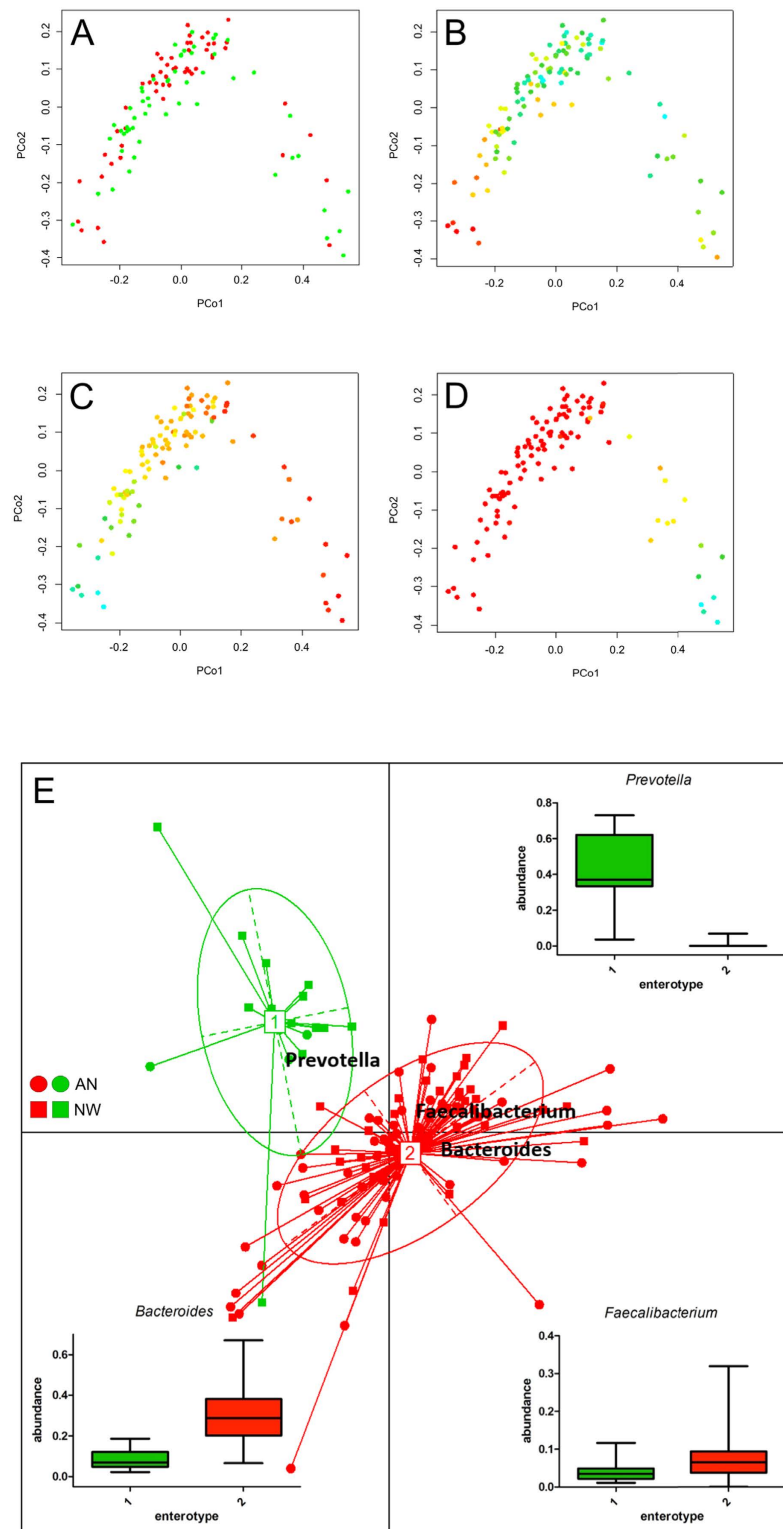 A
B
0.2
0.1
0.0
-0.1
-0.2
-0.3
-0.4
PCo2
-0.2 0.0 0.2 0.4
PCo1
0.2
0.1
0.0
-0.1
-0.2
-0.3
-0.4
PCo2
-0.2 0.0 0.2 0.4
PCo1
C
D
0.2
0.1
0.0
-0.1
-0.2
-0.3
-0.4
PCo2
-0.2 0.0 0.2 0.4
PCo1
0.2
0.1
0.0
-0.1
-0.2
-0.3
-0.4
PCo2
-0.2 0.0 0.2 0.4
PCo1
E
Prevotella
0.8
0.6
0.4
0.2
0.0
abundance
1 2
enterotype
1
Prevotella
AN
NW
Faecalibacterium
2
Bacteroides
Bacteroides
0.6
0.4
0.2
0.0
abundance
1 2
enterotype
Faecalibacterium
0.4
0.3
0.2
0.1
0.0
abundance
1 2
enterotype